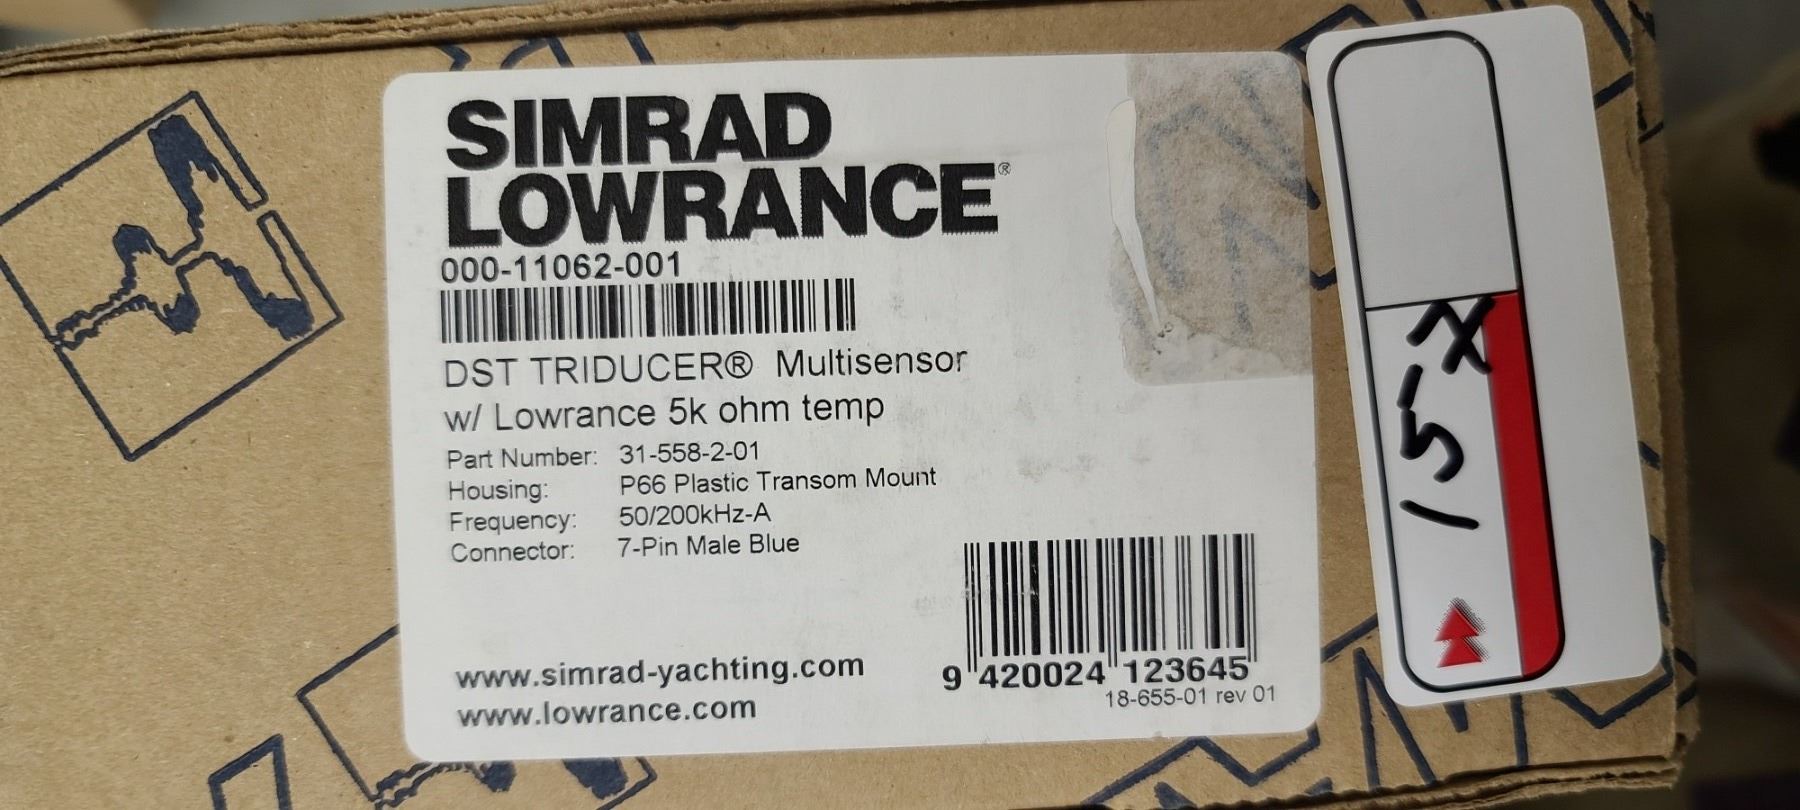 SIMRAD
LOWRANCE®
000-11062-001
DST TRIDUCER® Multisensor
w/ Lowrance 5k ohm temp
Part Number: 31-558-2-01
Housing: P66 Plastic Transom Mount
Frequency: 50/200kHz-A
Connector: 7-Pin Male Blue
www.simrad-yachting.com
www.lowrance.com
9 420024 123645
18-655-01 rev 01